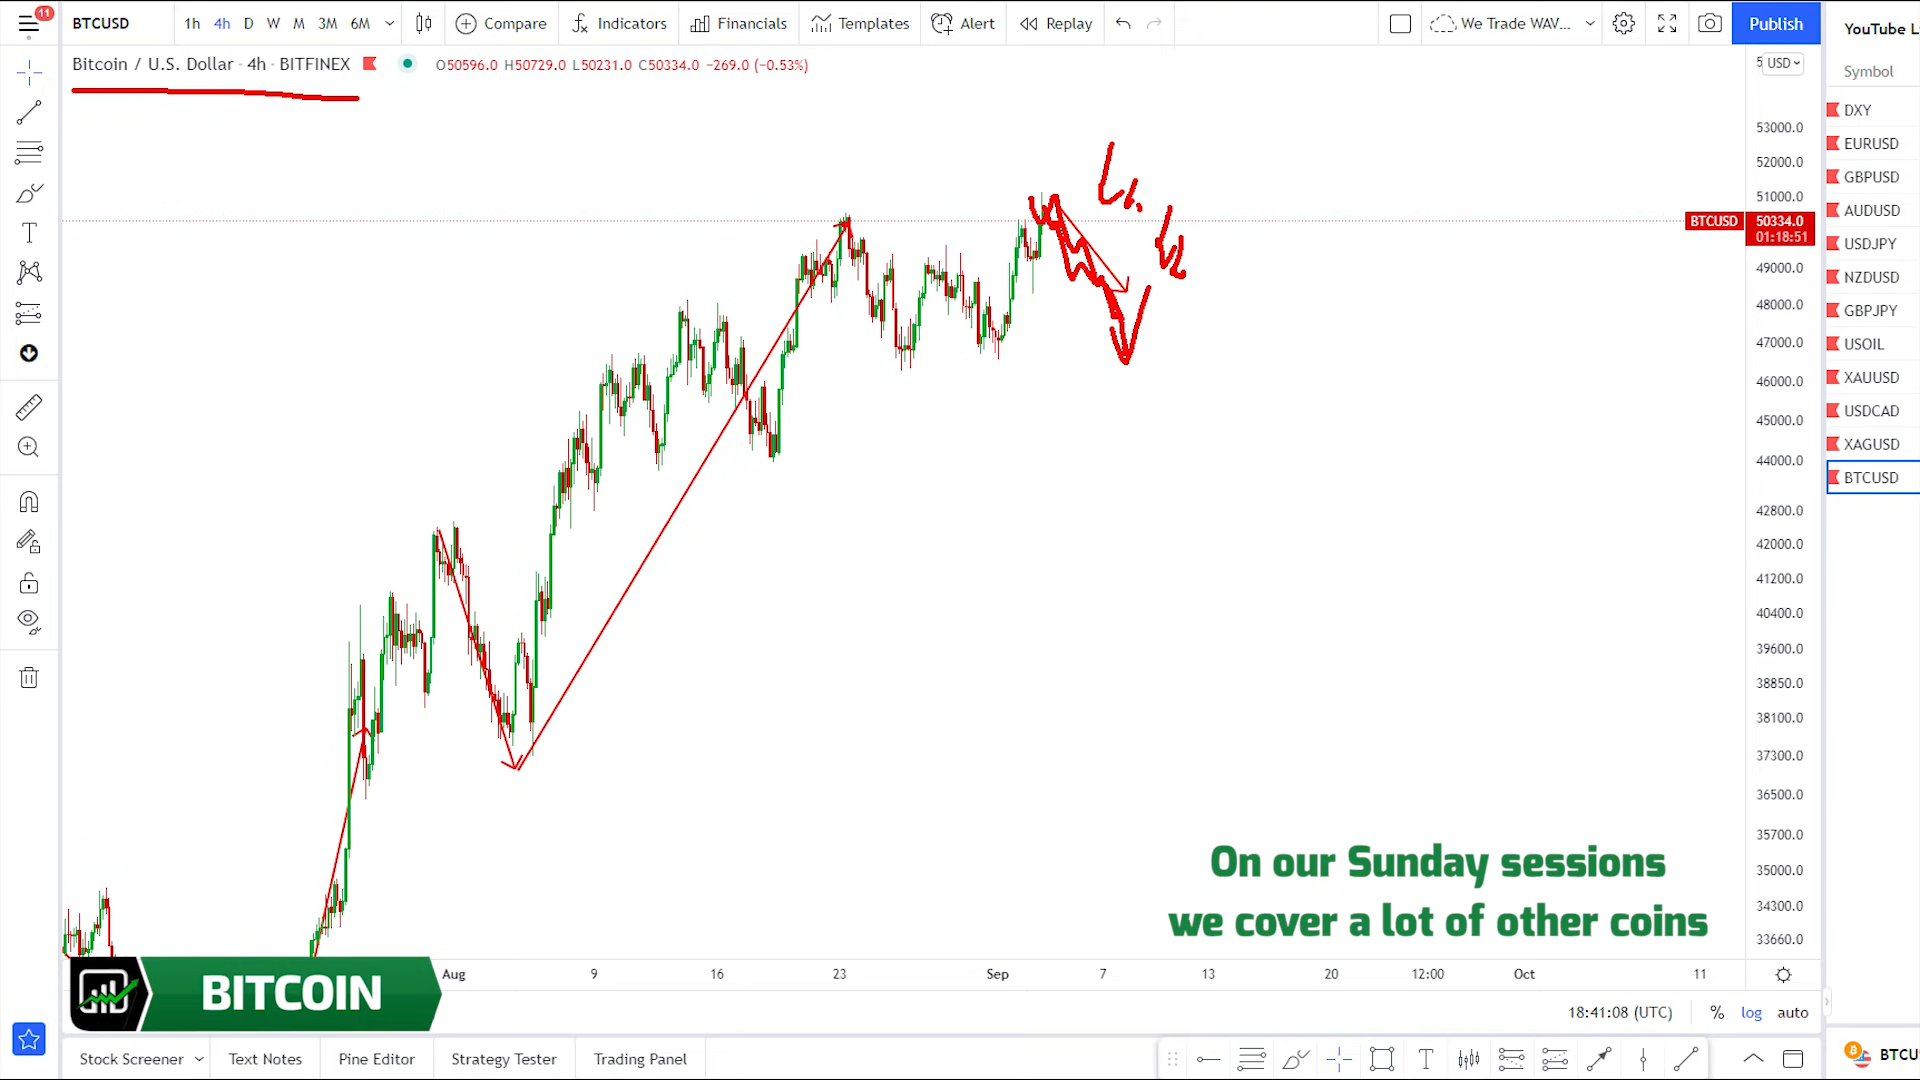 11
BTCUSD
1h 4h D W M 3M 6M
Compare
Indicators
Financials
Templates
Alert
Replay
We Trade WAV...
Publish
YouTube L
Bitcoin / U.S. Dollar · 4h · BITFINEX
O50596.0 H50729.0 L50231.0 C50334.0 −269.0 (−0.53%)
USD
Symbol
DXY
EURUSD
GBPUSD
AUDUSD
USDJPY
NZDUSD
GBPJPY
USOIL
XAUUSD
USDCAD
XAGUSD
BTCUSD
53000.0
52000.0
51000.0
BTCUSD 50334.0
01:18:51
49000.0
48000.0
47000.0
46000.0
45000.0
44000.0
42800.0
42000.0
41200.0
40400.0
39600.0
38850.0
38100.0
37300.0
36500.0
35700.0
35000.0
34300.0
33660.0
On our Sunday sessions
we cover a lot of other coins
Aug 9 16 23 Sep 7 13 20 12:00 Oct 11
BITCOIN
18:41:08 (UTC) % log auto
Stock Screener Text Notes Pine Editor Strategy Tester Trading Panel
BTCU